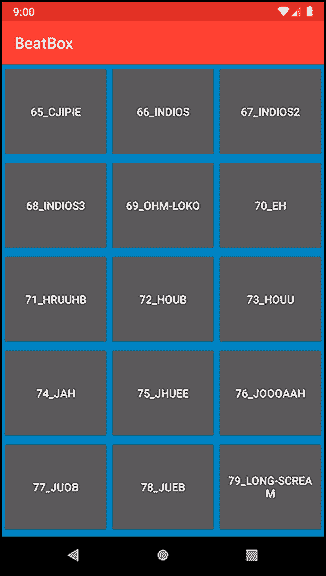 9:00
BeatBox
65_CJIPIE
66_INDIOS
67_INDIOS2
68_INDIOS3
69_OHM-LOKO
70_EH
71_HRUUHB
72_HOUB
73_HOUU
74_JAH
75_JHUEE
76_JOOOAAH
77_JUOB
78_JUEB
79_LONG-SCREA
M